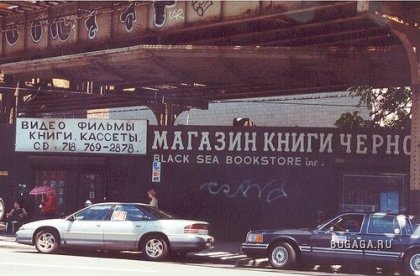 ВИДЕО ФИЛЬМЫ
КНИГИ. КАССЕТЫ
CD • 718 769-2878.
МАГАЗИН КНИГИ ЧЕРНО
BLACK SEA BOOKSTORE inc.
BUGAGA.RU